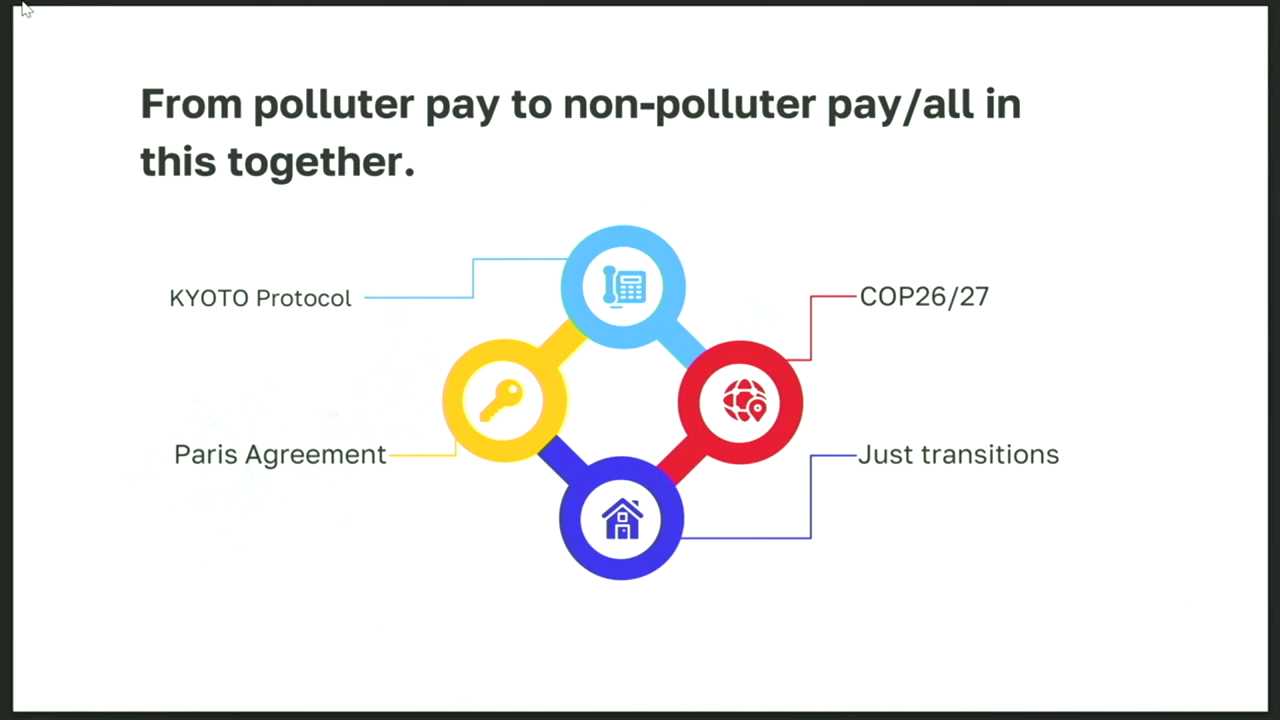 From polluter pay to non-polluter pay/all in
this together.
KYOTO Protocol
COP26/27
Paris Agreement
Just transitions